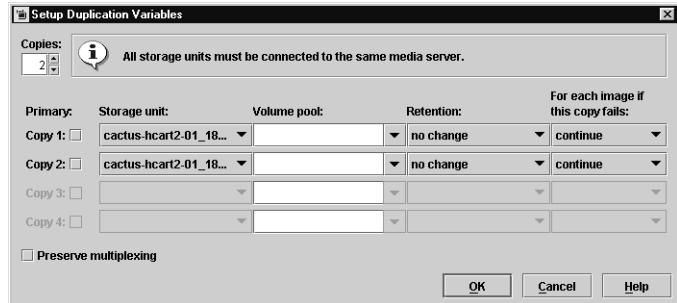 Setup Duplication Variables
Copies:
2
All storage units must be connected to the same media server.
For each image if
Primary: Storage unit: Volume pool: Retention: this copy fails:
Copy 1: cactus-hcart2-01_18... no change continue
Copy 2: cactus-hcart2-01_18... no change continue
Copy 3:
Copy 4:
Preserve multiplexing
OK Cancel Help